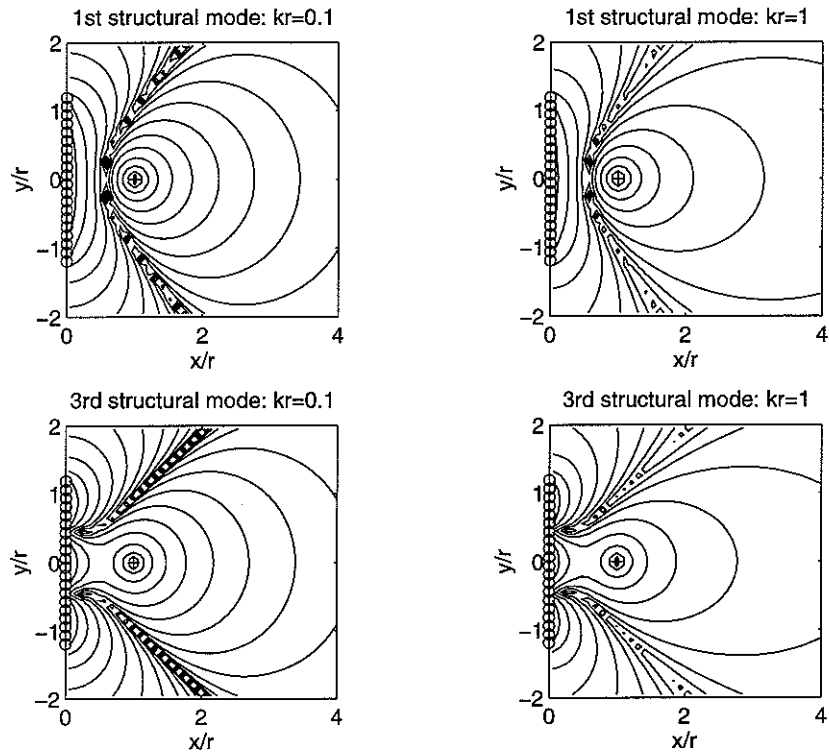 1st structural mode: kr=0.1
2
1
0
−1
−2
y/r
0 2 4
x/r
1st structural mode: kr=1
2
1
0
−1
−2
y/r
0 2 4
x/r
3rd structural mode: kr=0.1
2
1
0
−1
−2
y/r
0 2 4
x/r
3rd structural mode: kr=1
2
1
0
−1
−2
y/r
0 2 4
x/r